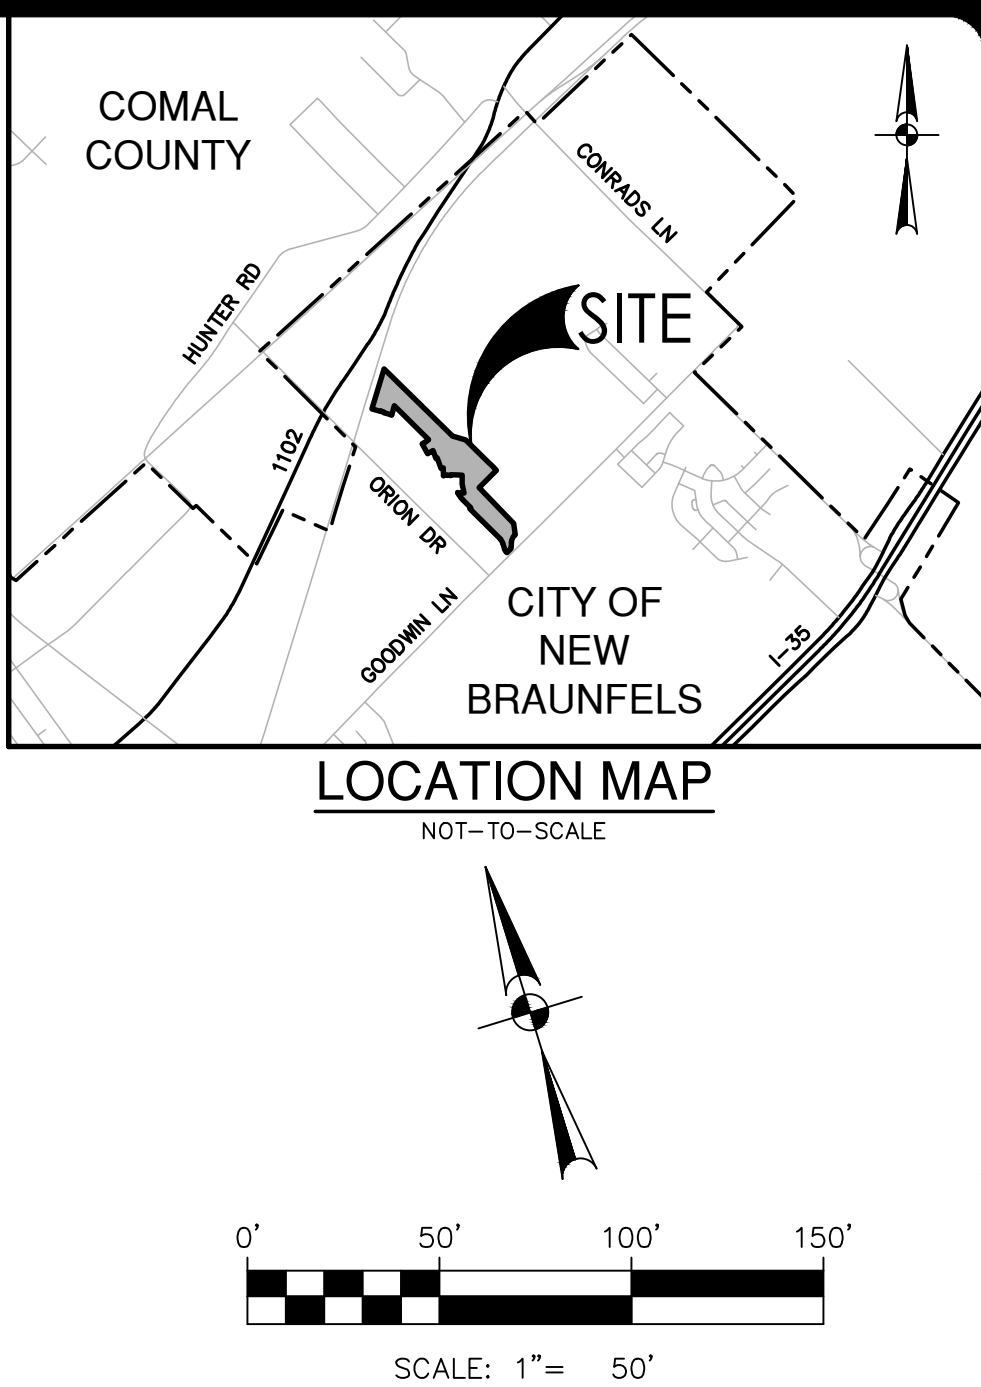 COMAL
COUNTY
CONRADS LN
HUNTER RD
SITE
1102
ORION DR
GOODWIN LN
CITY OF
NEW
BRAUNFELS
I-35
LOCATION MAP
NOT-TO-SCALE
0' 50' 100' 150'
SCALE: 1"= 50'